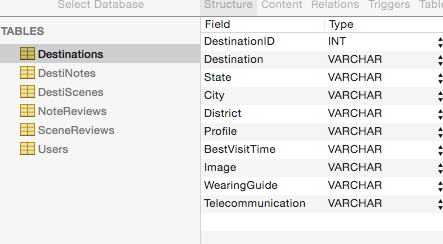 Select Database
Structure Content Relations Triggers
TABLES
Destinations
DestiNotes
DestiScenes
NoteReviews
SceneReviews
Users
Field Type
DestinationID INT
Destination VARCHAR
State VARCHAR
City VARCHAR
District VARCHAR
Profile VARCHAR
BestVisitTime VARCHAR
Image VARCHAR
WearingGuide VARCHAR
Telecommunication VARCHAR